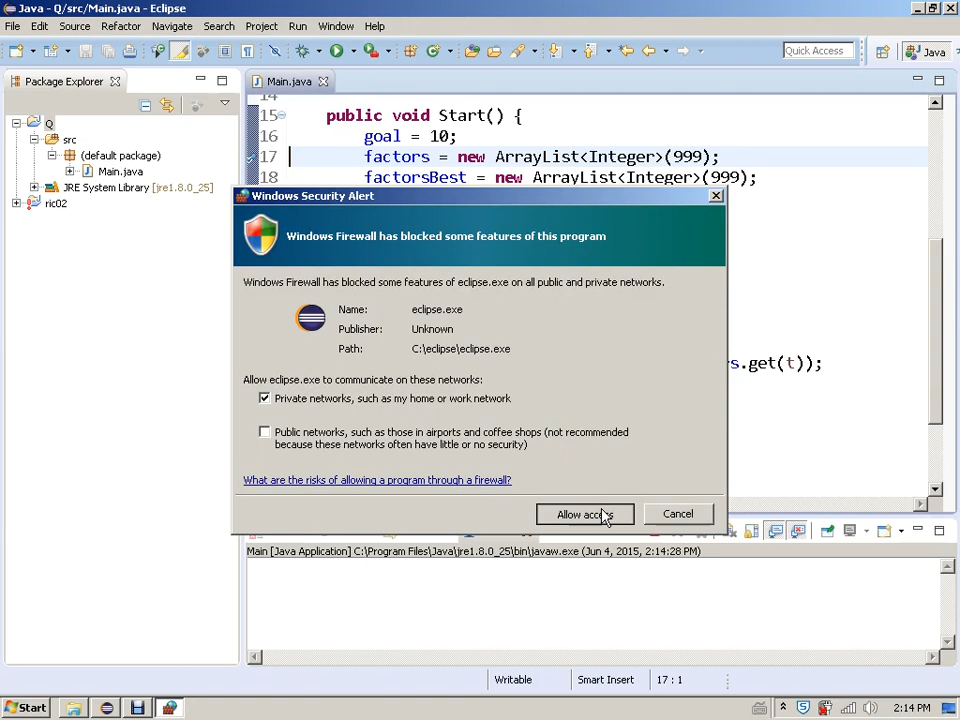 Java - Q/src/Main.java - Eclipse
File Edit Source Refactor Navigate Search Project Run Window Help
Quick Access
Java
Package Explorer
Main.java
14
Q
15 public void Start() {
src
16 goal = 10;
(default package)
17 factors = new ArrayList<Integer>(999);
Main.java
18 factorsBest = new ArrayList<Integer>(999);
JRE System Library [jre1.8.0_25]
ric02
Windows Security Alert
Windows Firewall has blocked some features of this program
Windows Firewall has blocked some features of eclipse.exe on all public and private networks.
Name: eclipse.exe
Publisher: Unknown
Path: C:\eclipse\eclipse.exe
s.get(t));
Allow eclipse.exe to communicate on these networks:
Private networks, such as my home or work network
Public networks, such as those in airports and coffee shops (not recommended
because these networks often have little or no security)
What are the risks of allowing a program through a firewall?
Allow access
Cancel
Main [Java Application] C:\Program Files\Java\jre1.8.0_25\bin\javaw.exe (Jun 4, 2015, 2:14:28 PM)
Writable
Smart Insert
17 : 1
Start
2:14 PM